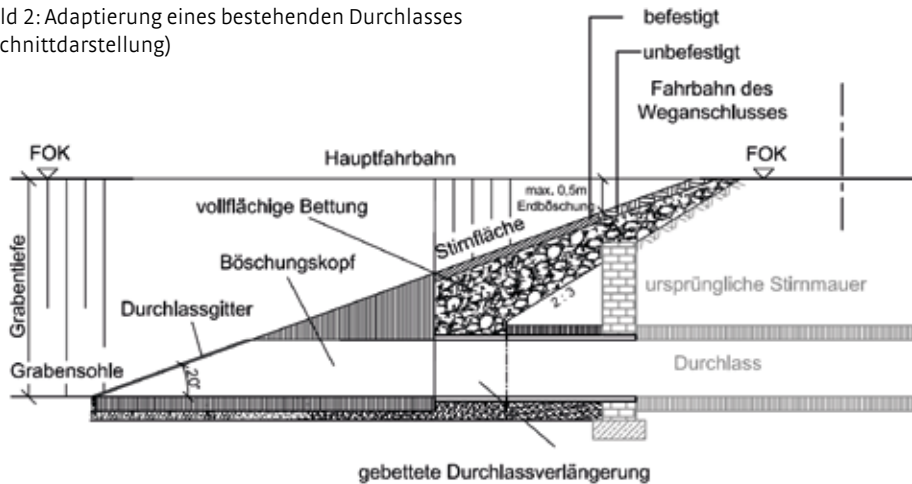 ld 2: Adaptierung eines bestehenden Durchlasses
chnittdarstellung)
befestigt
unbefestigt
Fahrbahn des
Weganschlusses
FOK
Hauptfahrbahn
FOK
max. 0,5m
Erdböschung
vollflächige Bettung
Stirnfläche
Böschungskopf
Grabentiefe
ursprüngliche Stirnmauer
2:3
Durchlassgitter
Durchlass
Grabensohle
20°
gebettete Durchlassverlängerung